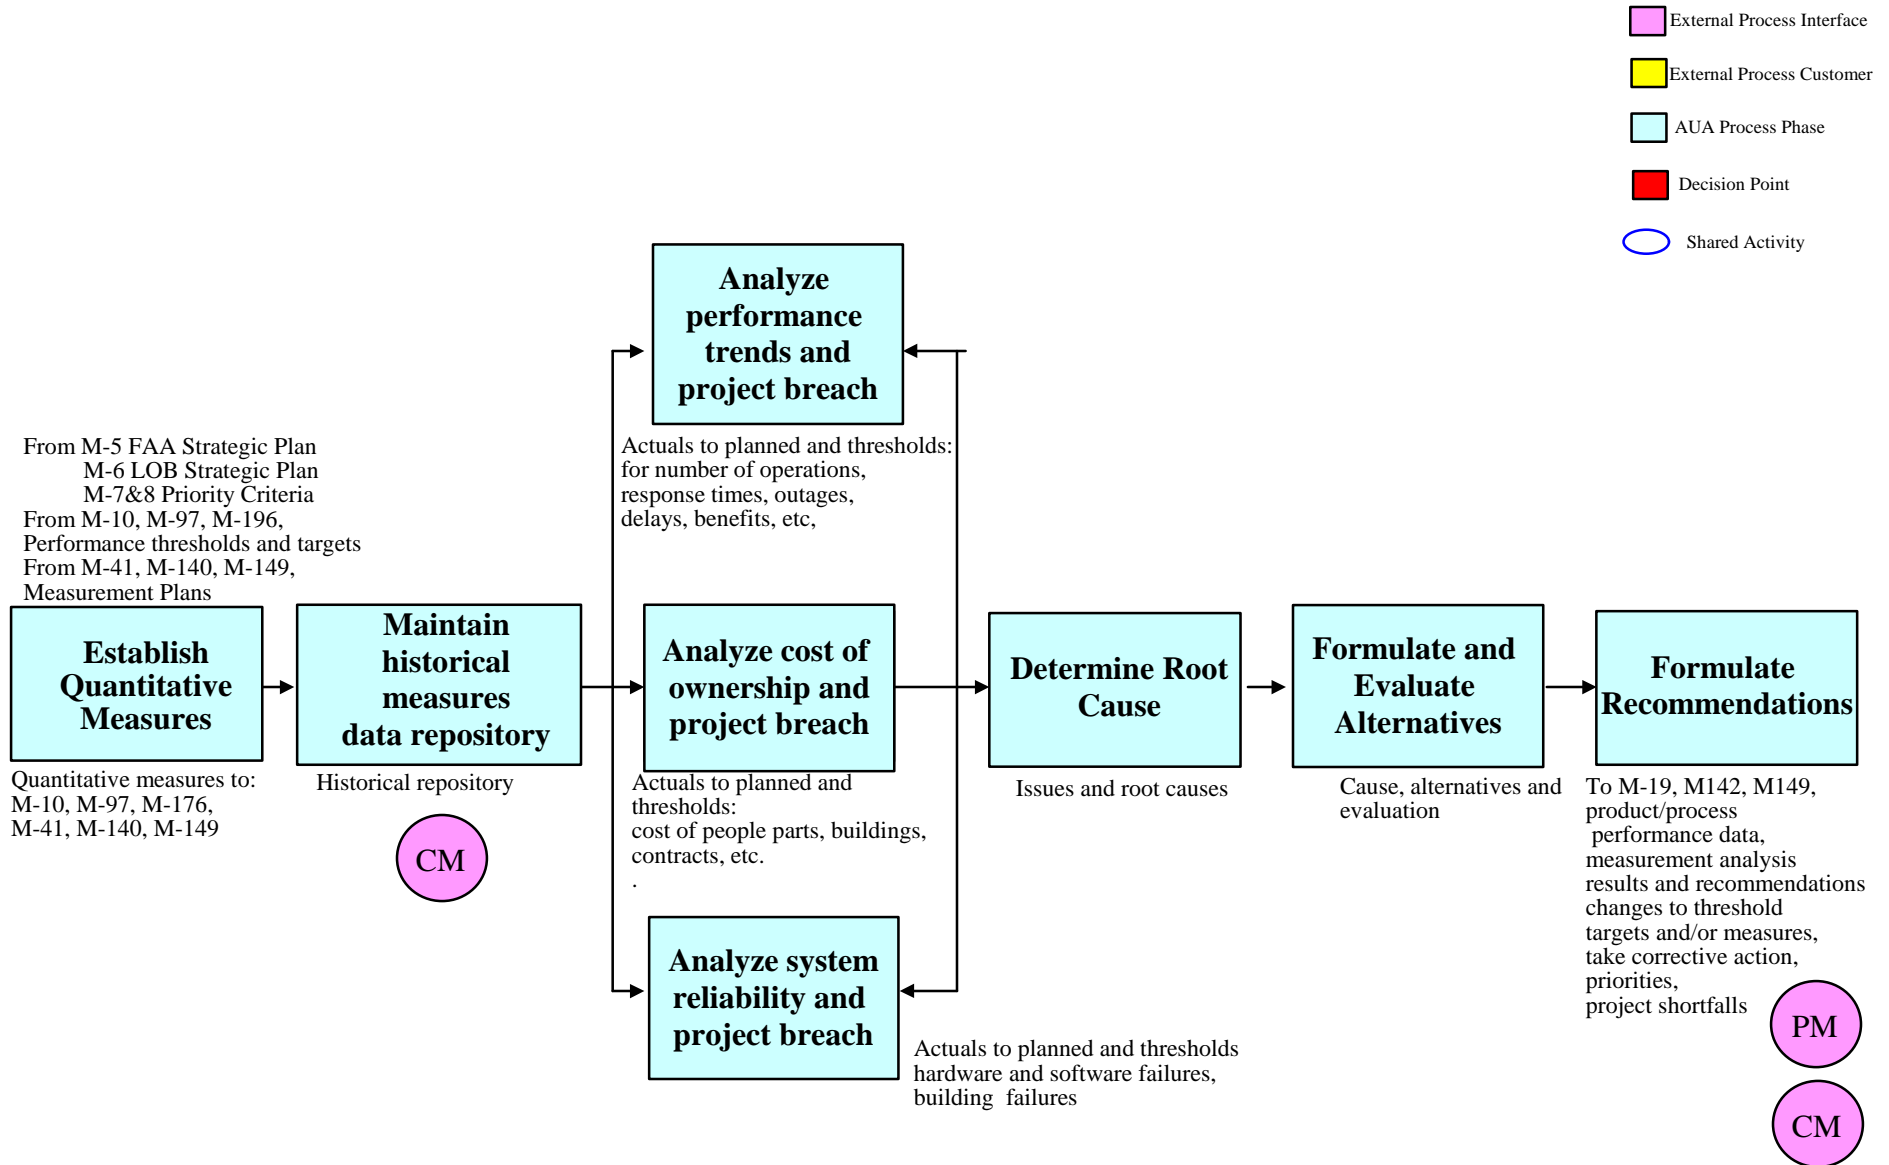 External Process Interface
External Process Customer
AUA Process Phase
Decision Point
Shared Activity
Analyze
performance
trends and
project breach
Actuals to planned and thresholds:
for number of operations,
response times, outages,
delays, benefits, etc,
From M-5 FAA Strategic Plan
M-6 LOB Strategic Plan
M-7&8 Priority Criteria
From M-10, M-97, M-196,
Performance thresholds and targets
From M-41, M-140, M-149,
Measurement Plans
Establish
Quantitative
Measures
Quantitative measures to:
M-10, M-97, M-176,
M-41, M-140, M-149
Maintain
historical
measures
data repository
Historical repository
CM
Analyze cost of
ownership and
project breach
Actuals to planned and
thresholds:
cost of people parts, buildings,
contracts, etc.
.
Analyze system
reliability and
project breach
Actuals to planned and thresholds
hardware and software failures,
building failures
Determine Root
Cause
Issues and root causes
Formulate and
Evaluate
Alternatives
Cause, alternatives and
evaluation
Formulate
Recommendations
To M-19, M142, M149,
product/process
performance data,
measurement analysis
results and recommendations
changes to threshold
targets and/or measures,
take corrective action,
priorities,
project shortfalls
PM
CM